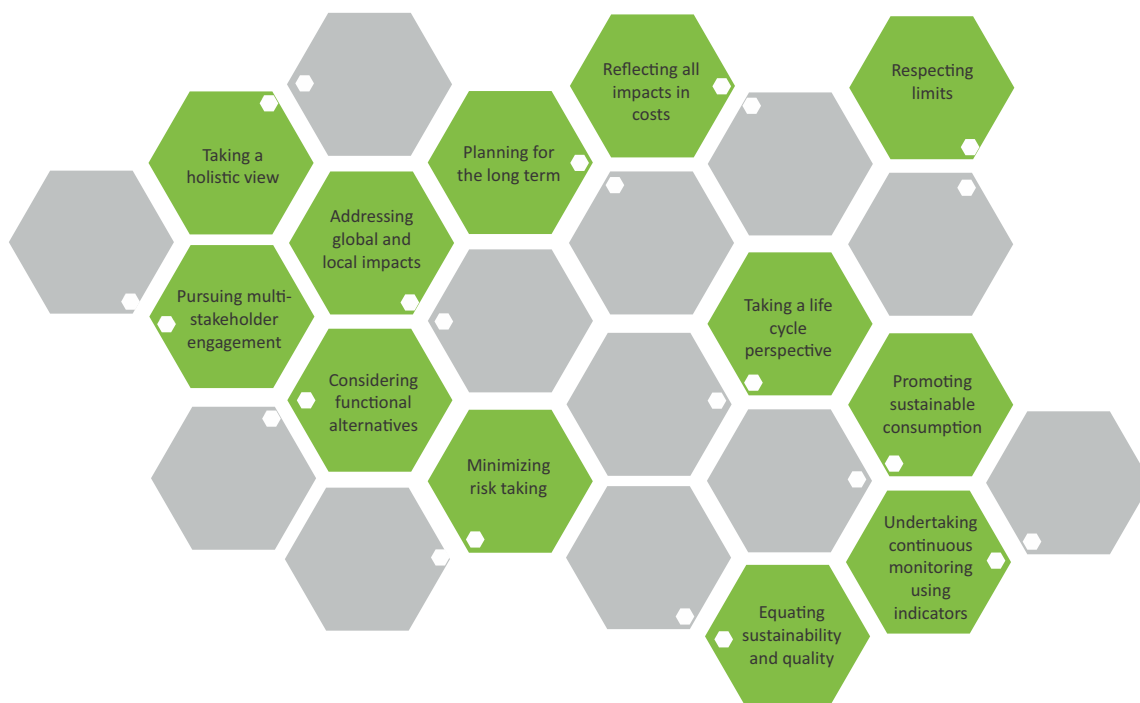 Reflecting all
impacts in
costs
Respecting
limits
Taking a
holistic view
Planning for
the long term
Addressing
global and
local impacts
Pursuing multi-
stakeholder
engagement
Taking a life
cycle
perspective
Considering
functional
alternatives
Promoting
sustainable
consumption
Minimizing
risk taking
Undertaking
continuous
monitoring
using
indicators
Equating
sustainability
and quality